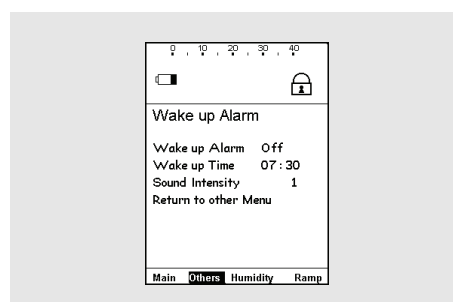 0 10 20 30 40
Wake up Alarm
Wake up Alarm Off
Wake up Time 07:30
Sound Intensity 1
Return to other Menu
Main Others Humidity Ramp